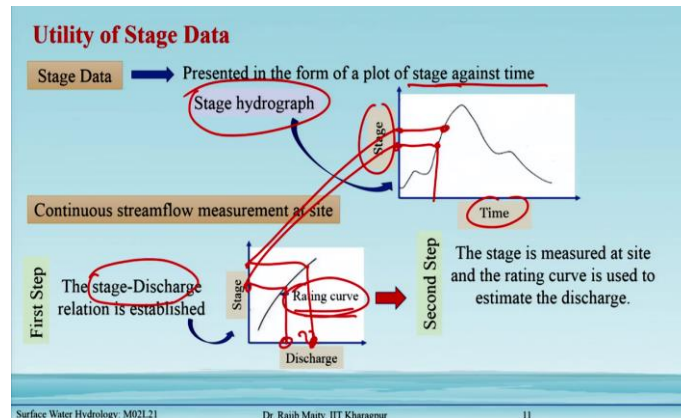 Utility of Stage Data
Stage Data
Presented in the form of a plot of stage against time
Stage hydrograph
Stage
Time
Continuous streamflow measurement at site
First Step
The stage-Discharge
relation is established
Stage
Rating curve
Discharge
Second Step
The stage is measured at site
and the rating curve is used to
estimate the discharge.
Surface Water Hydrology: M02L21
Dr. Rajib Maity, IIT Kharagpur
11